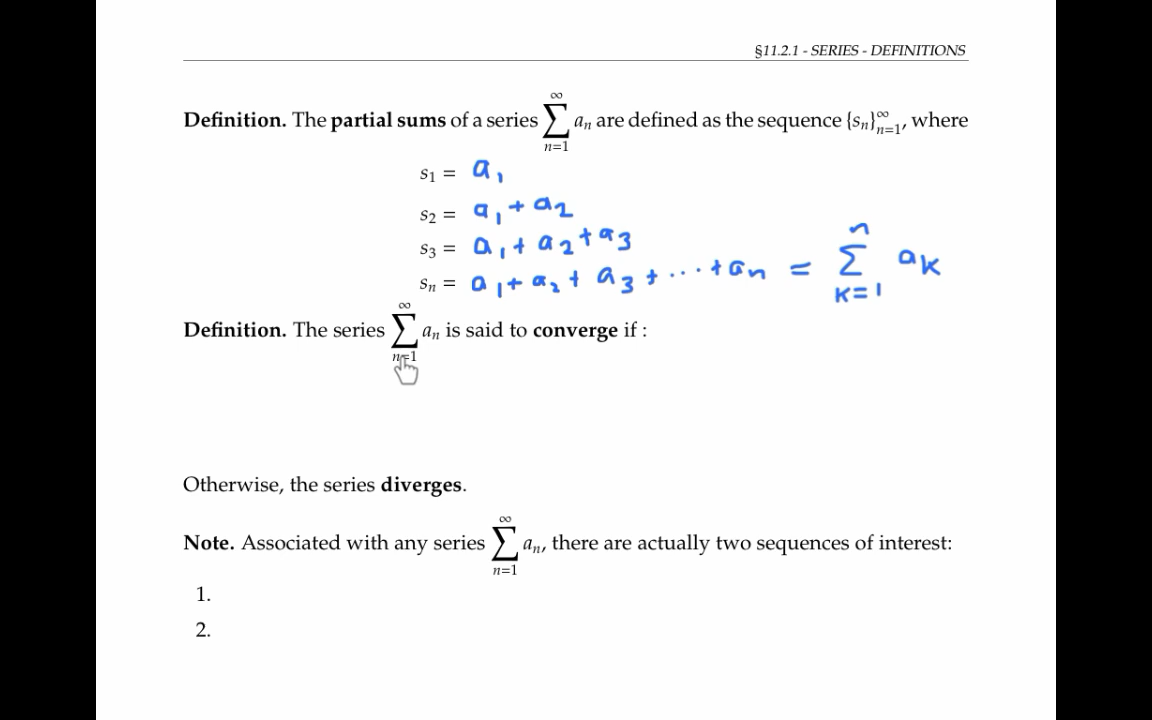 §11.2.1 - SERIES - DEFINITIONS
Definition. The partial sums of a series ∑_{n=1}^{∞} a_n are defined as the sequence {s_n}_{n=1}^{∞}, where
s_1 = a_1
s_2 = a_1 + a_2
s_3 = a_1 + a_2 + a_3
s_n = a_1 + a_2 + a_3 + ... + a_n = ∑_{k=1}^{n} a_k
Definition. The series ∑_{n=1}^{∞} a_n is said to converge if :
Otherwise, the series diverges.
Note. Associated with any series ∑_{n=1}^{∞} a_n, there are actually two sequences of interest:
1.
2.